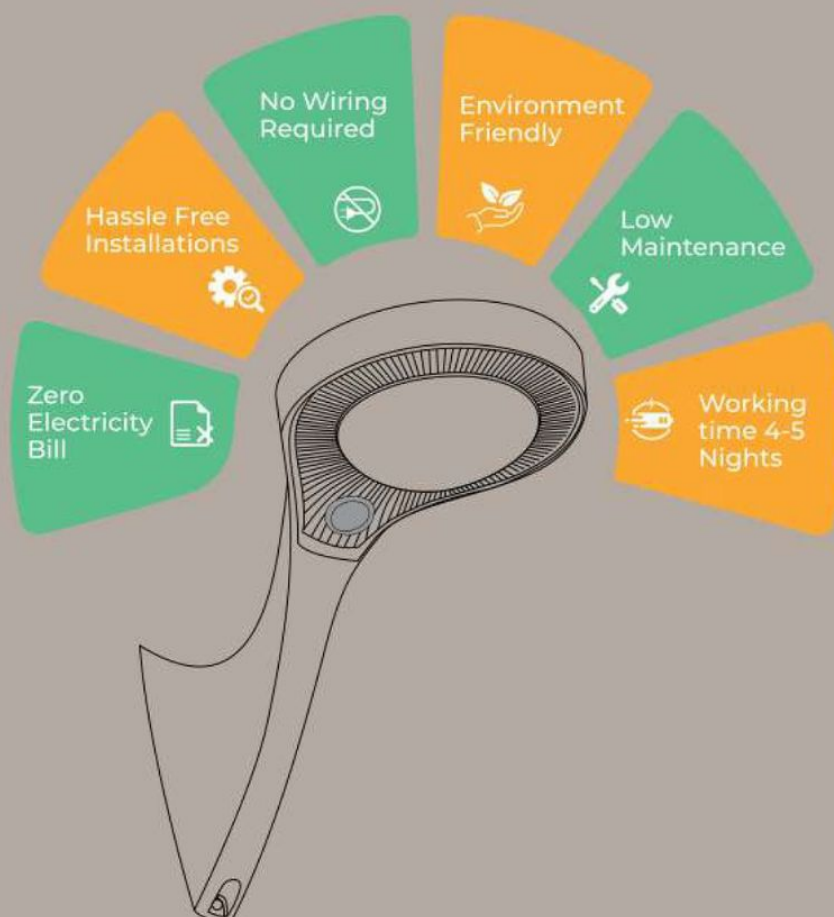 Zero
Electricity
Bill
Hassle Free
Installations
No Wiring
Required
Environment
Friendly
Low
Maintenance
Working
time 4-5
Nights